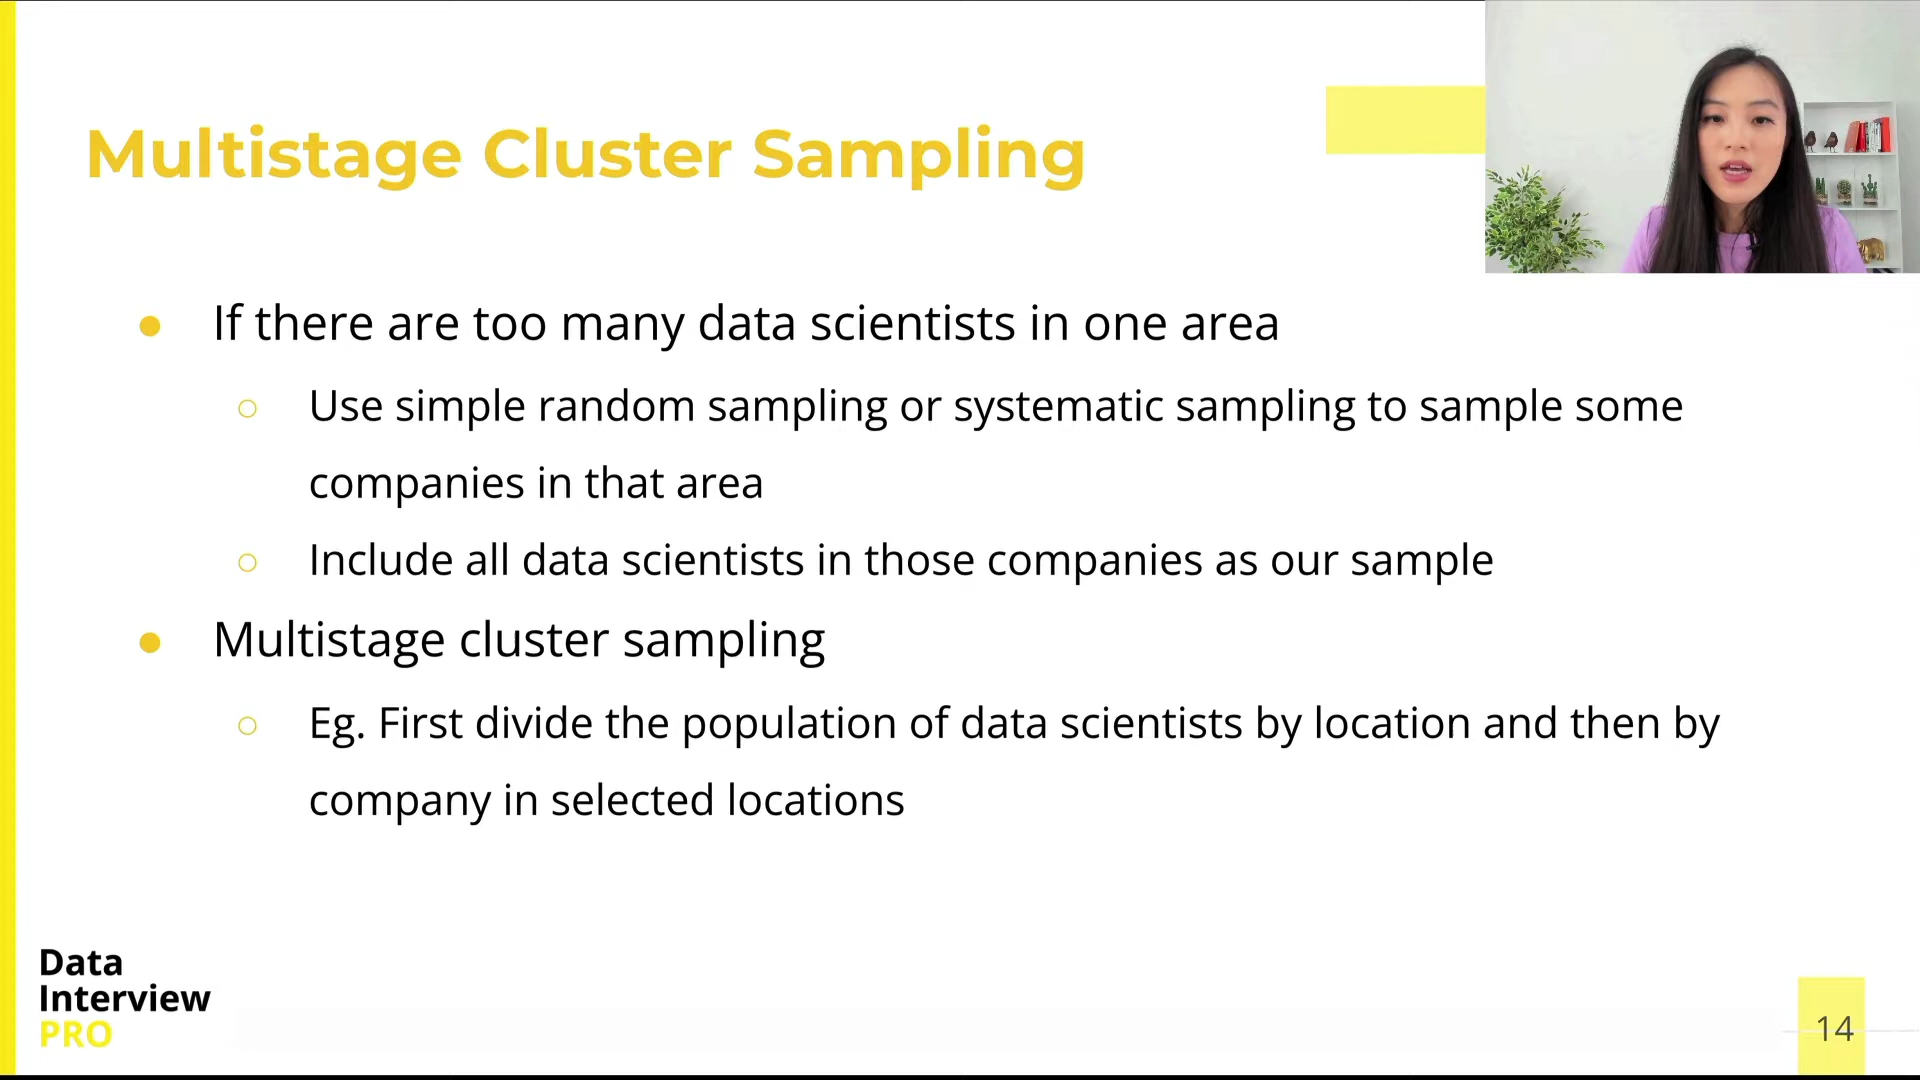 Multistage Cluster Sampling
If there are too many data scientists in one area
Use simple random sampling or systematic sampling to sample some
companies in that area
Include all data scientists in those companies as our sample
Multistage cluster sampling
Eg. First divide the population of data scientists by location and then by
company in selected locations
Data
Interview
PRO
14